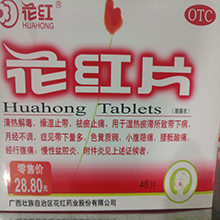 花红
HUAHONG
OTC
花红片
Huahong Tablets
清热解毒,燥湿止带,祛瘀止痛。用于湿热瘀滞所致带下病、
月经不调,症见带下量多、色黄质稠、小腹隐痛、腰骶酸痛、
经行腹痛;慢性盆腔炎、附件炎见上述证候者。
零售价
28.80元
48片
广西壮族自治区花红药业股份有限公司